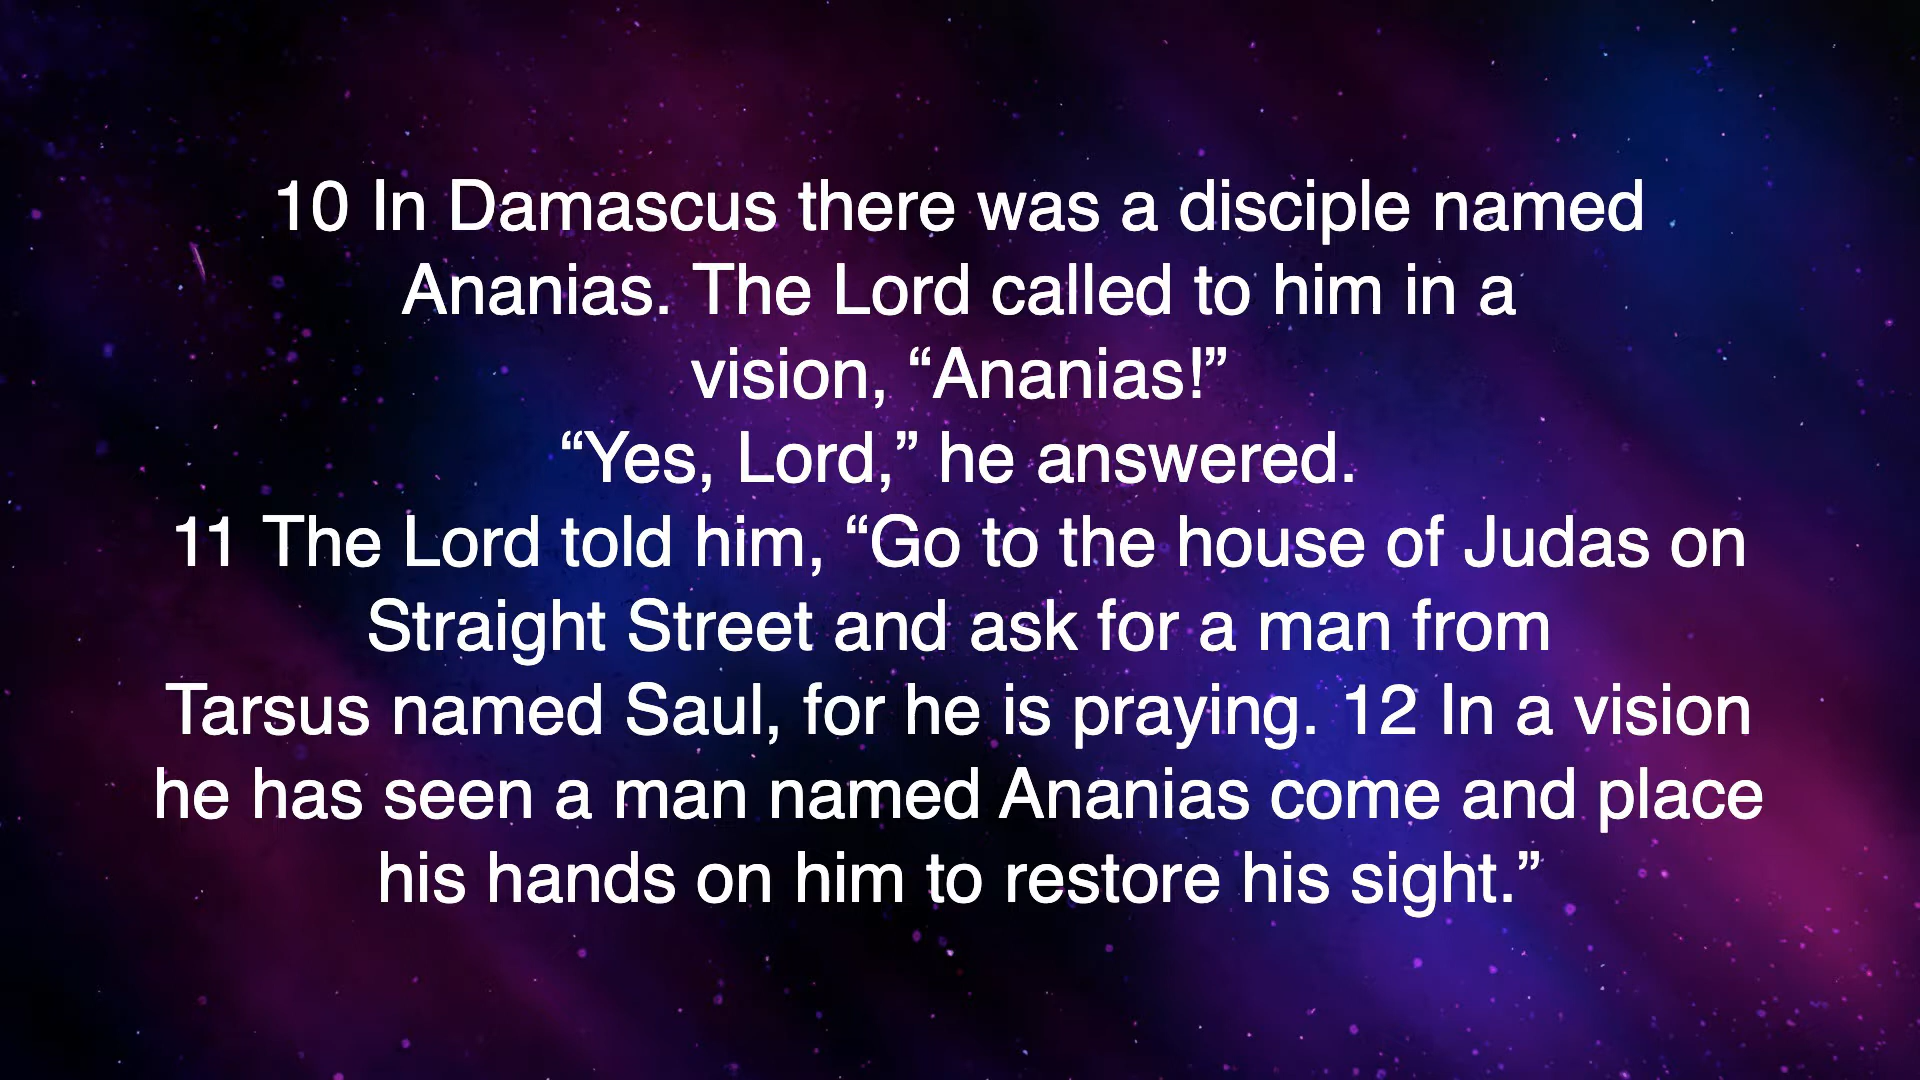 10 In Damascus there was a disciple named
Ananias. The Lord called to him in a
vision, “Ananias!”
“Yes, Lord,” he answered.
11 The Lord told him, “Go to the house of Judas on
Straight Street and ask for a man from
Tarsus named Saul, for he is praying. 12 In a vision
he has seen a man named Ananias come and place
his hands on him to restore his sight.”